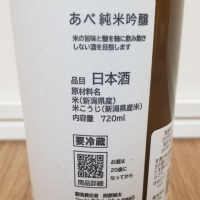 あべ 純米吟醸
米の旨味と酸を軸に飲み飽き
しない酒を目指します
品目 日本酒
原材料名
米(新潟県産)
米こうじ(新潟県産米)
内容量 720ml
要冷蔵
商品詳細
お酒は
20歳に
なってから